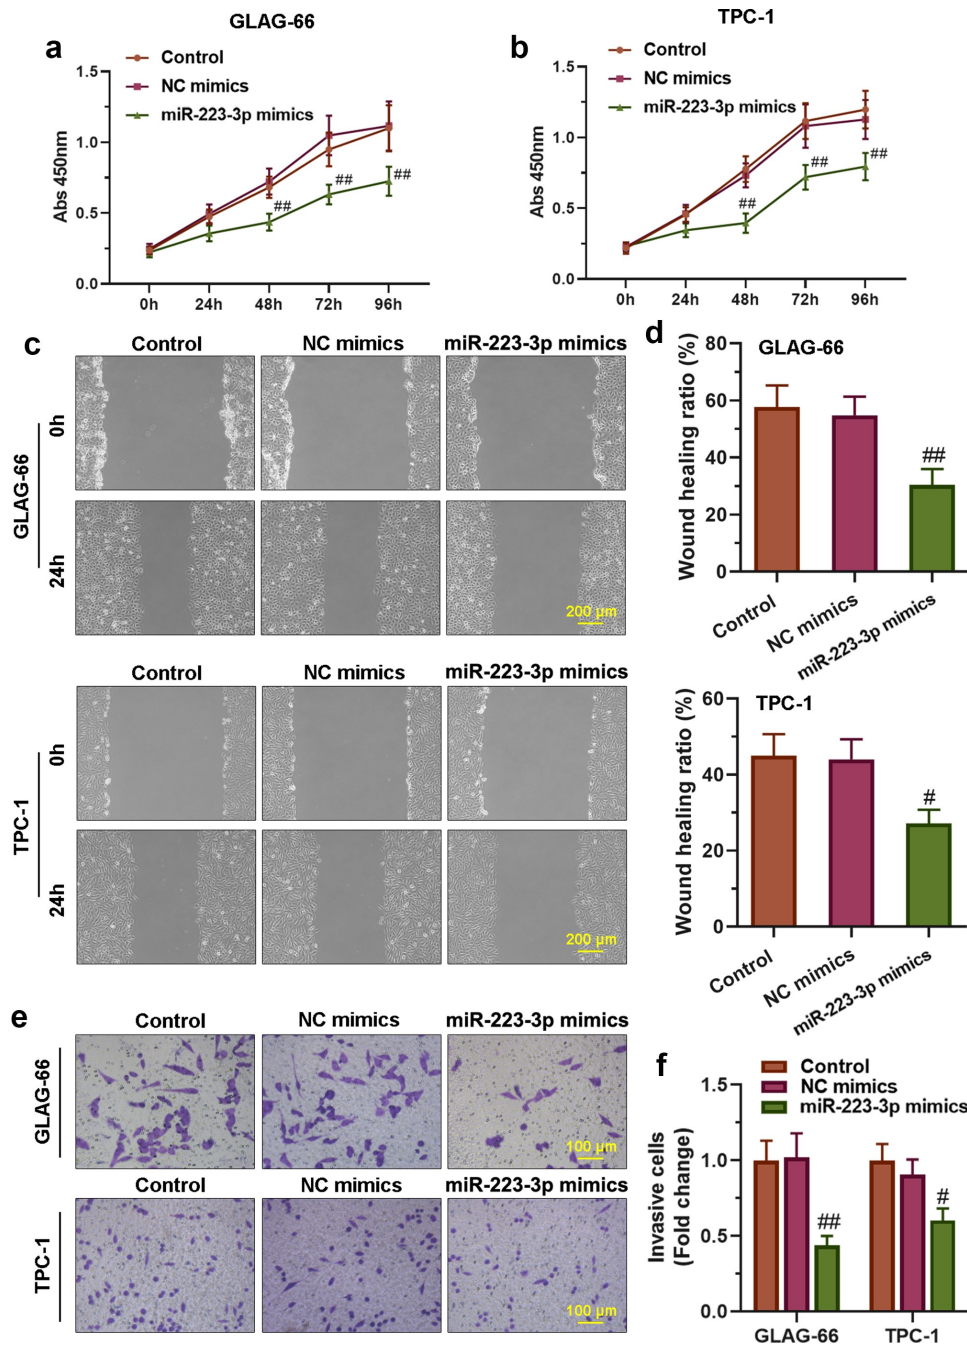 GLAG-66
a
Control
NC mimics
miR-223-3p mimics
1.5
1.0
0.5
0.0
Abs 450nm
##
##
##
0h 24h 48h 72h 96h
TPC-1
b
Control
NC mimics
miR-223-3p mimics
1.5
1.0
0.5
0.0
Abs 450nm
##
##
##
0h 24h 48h 72h 96h
c
Control NC mimics miR-223-3p mimics
GLAG-66
0h
24h
200 μm
Control NC mimics miR-223-3p mimics
TPC-1
0h
24h
200 μm
d
GLAG-66
Wound healing ratio (%)
80
60
40
20
0
##
Control
NC mimics
miR-223-3p mimics
TPC-1
Wound healing ratio (%)
60
40
20
0
#
Control
NC mimics
miR-223-3p mimics
e
Control NC mimics miR-223-3p mimics
GLAG-66
100 μm
Control NC mimics miR-223-3p mimics
TPC-1
100 μm
f
Control
NC mimics
miR-223-3p mimics
Invasive cells
(Fold change)
1.5
1.0
0.5
0.0
##
#
GLAG-66 TPC-1